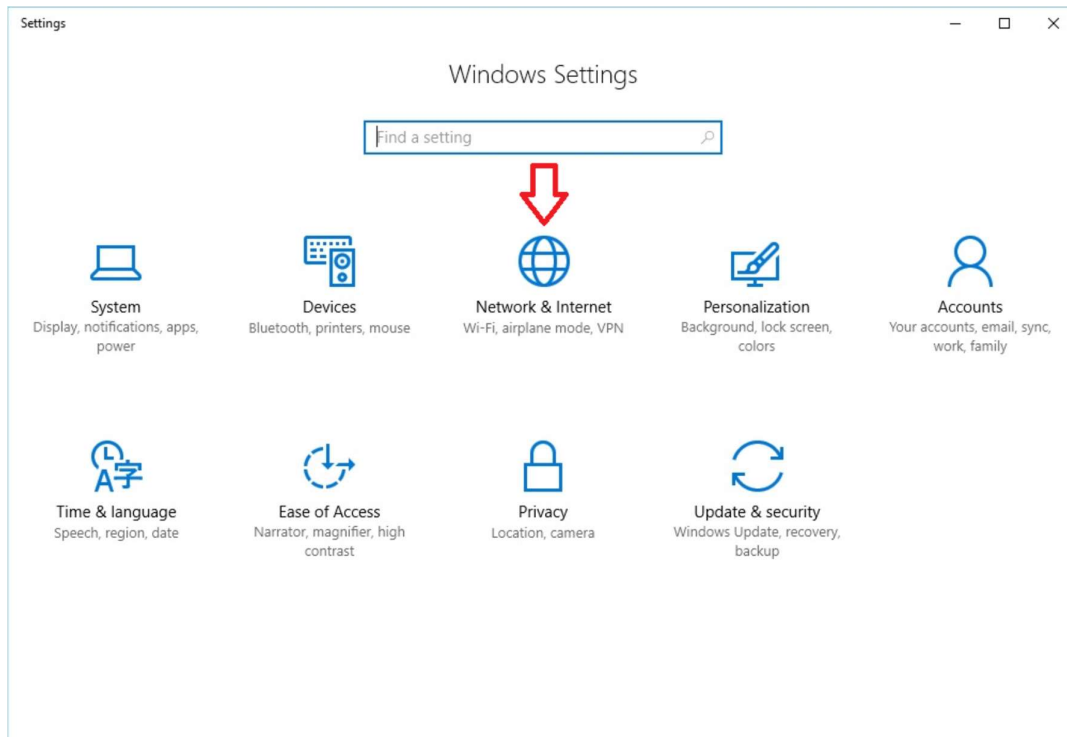 Settings
Windows Settings
Find a setting
System
Display, notifications, apps,
power
Devices
Bluetooth, printers, mouse
Network & Internet
Wi-Fi, airplane mode, VPN
Personalization
Background, lock screen,
colors
Accounts
Your accounts, email, sync,
work, family
A字
Time & language
Speech, region, date
Ease of Access
Narrator, magnifier, high
contrast
Privacy
Location, camera
Update & security
Windows Update, recovery,
backup